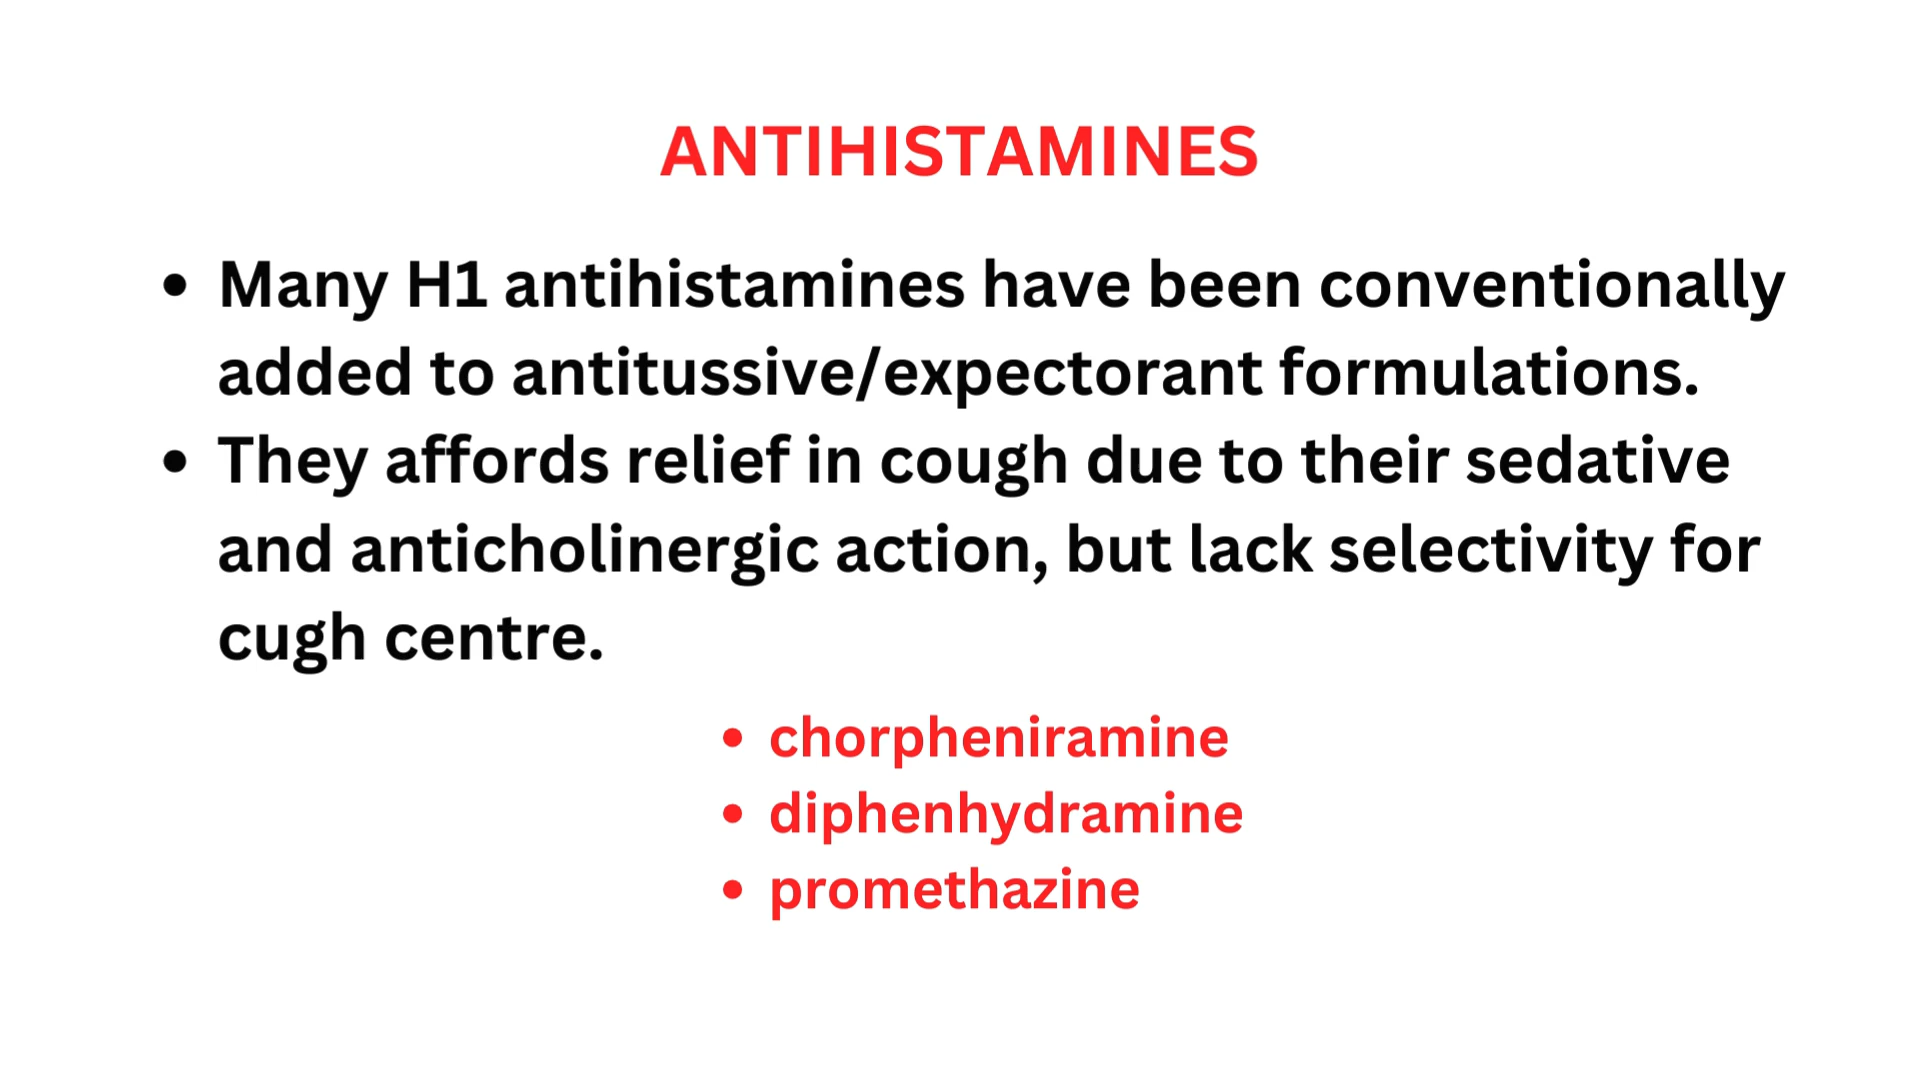 ANTIHISTAMINES
• Many H1 antihistamines have been conventionally
added to antitussive/expectorant formulations.
• They affords relief in cough due to their sedative
and anticholinergic action, but lack selectivity for
cugh centre.
• chorpheniramine
• diphenhydramine
• promethazine